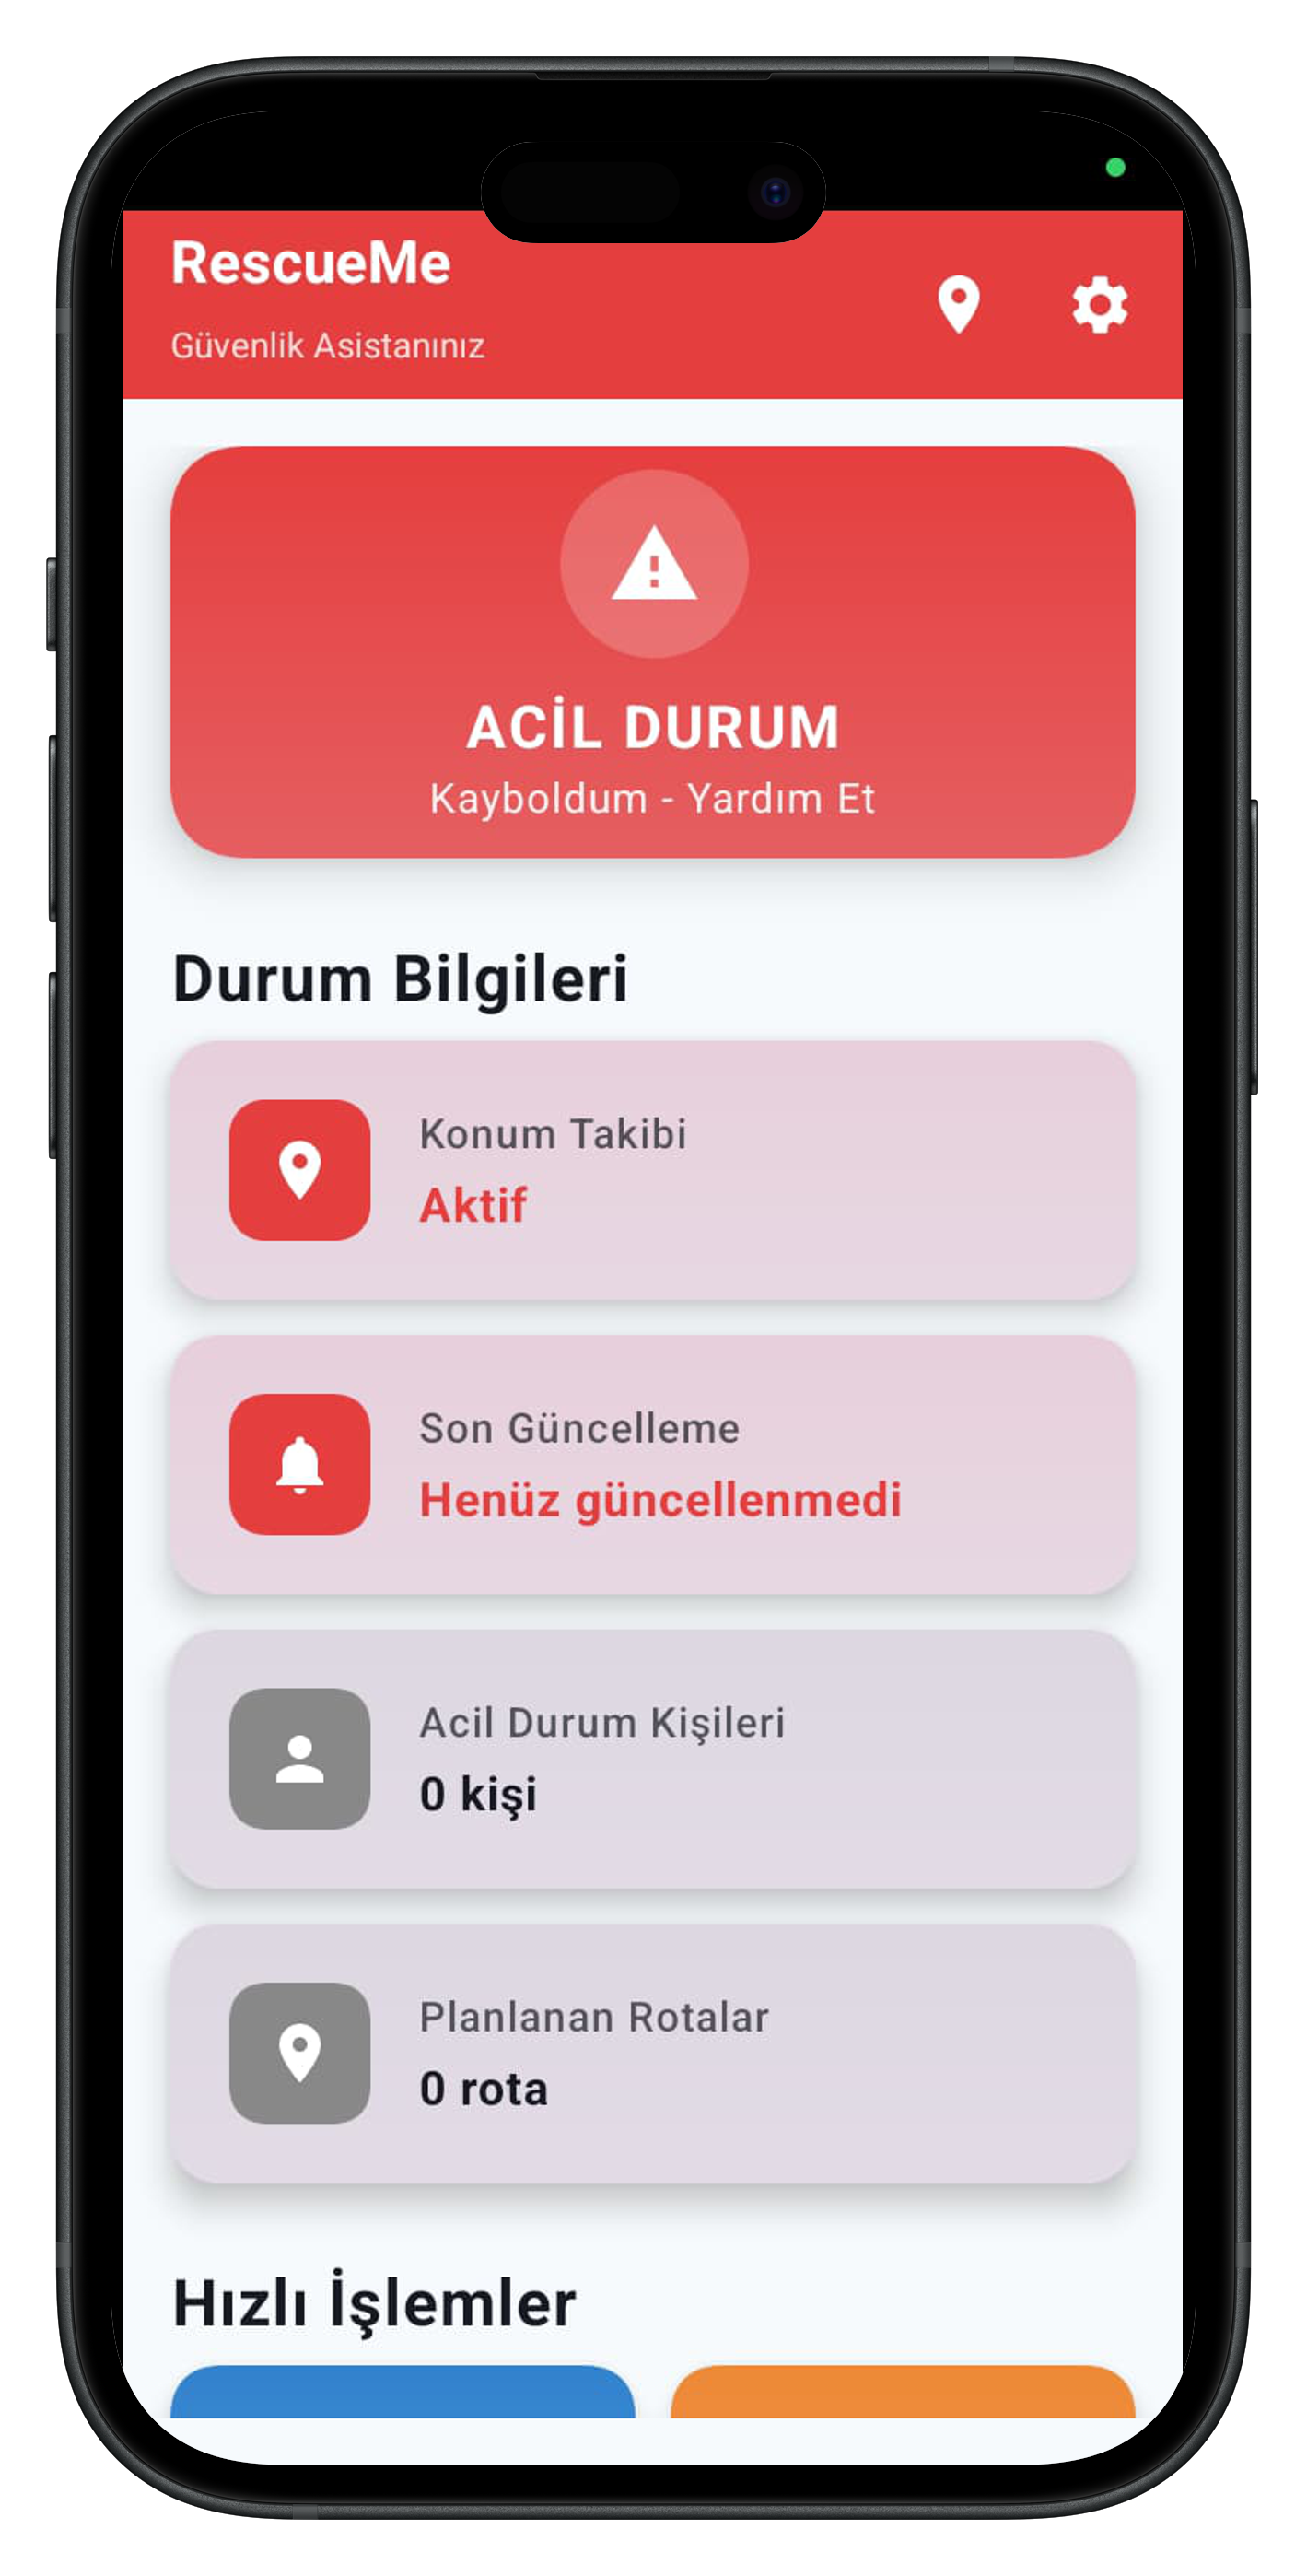 RescueMe
Güvenlik Asistanınız
ACİL DURUM
Kayboldum - Yardım Et
Durum Bilgileri
Konum Takibi
Aktif
Son Güncelleme
Henüz güncellenmedi
Acil Durum Kişileri
0 kişi
Planlanan Rotalar
0 rota
Hızlı İşlemler